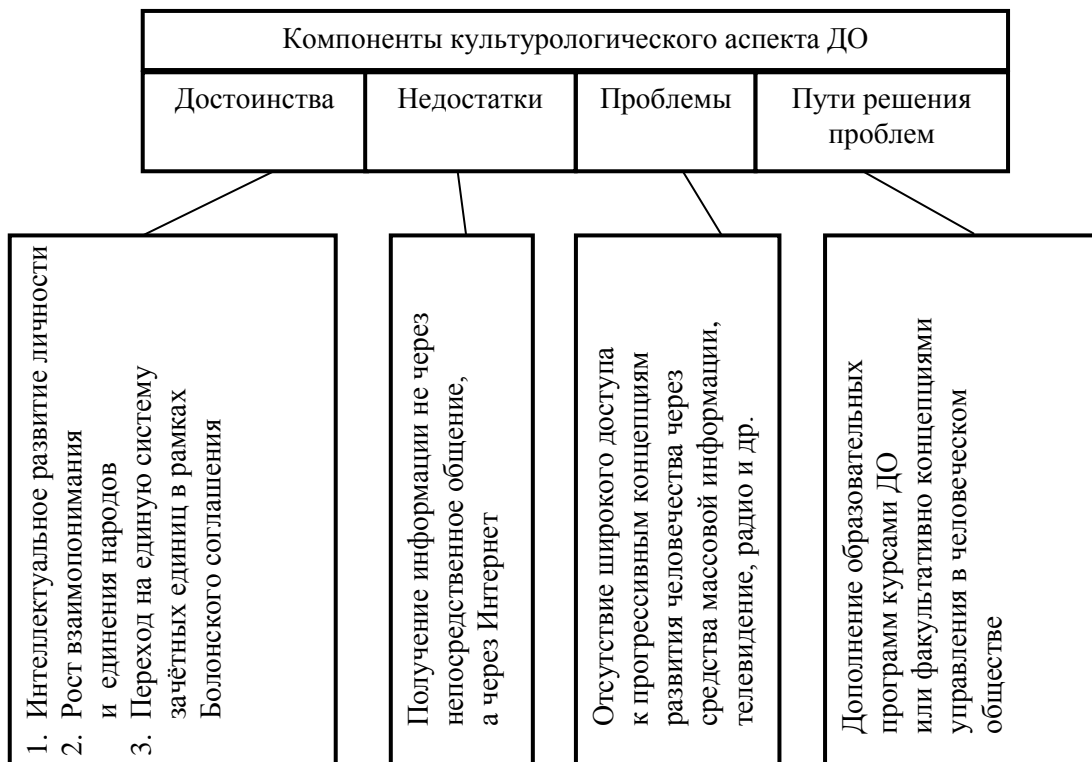 Компоненты культурологического аспекта ДО
Достоинства
Недостатки
Проблемы
Пути решения
проблем
1. Интеллектуальное развитие личности
2. Рост взаимопонимания
и единения народов
3. Переход на единую систему
зачётных единиц в рамках
Болонского соглашения
Получение информации не через
непосредственное общение,
а через Интернет
Отсутствие широкого доступа
к прогрессивным концепциям
развития человечества через
средства массовой информации,
телевидение, радио и др.
Дополнение образовательных
программ курсами ДО
или факультативно концепциями
управления в человеческом
обществе